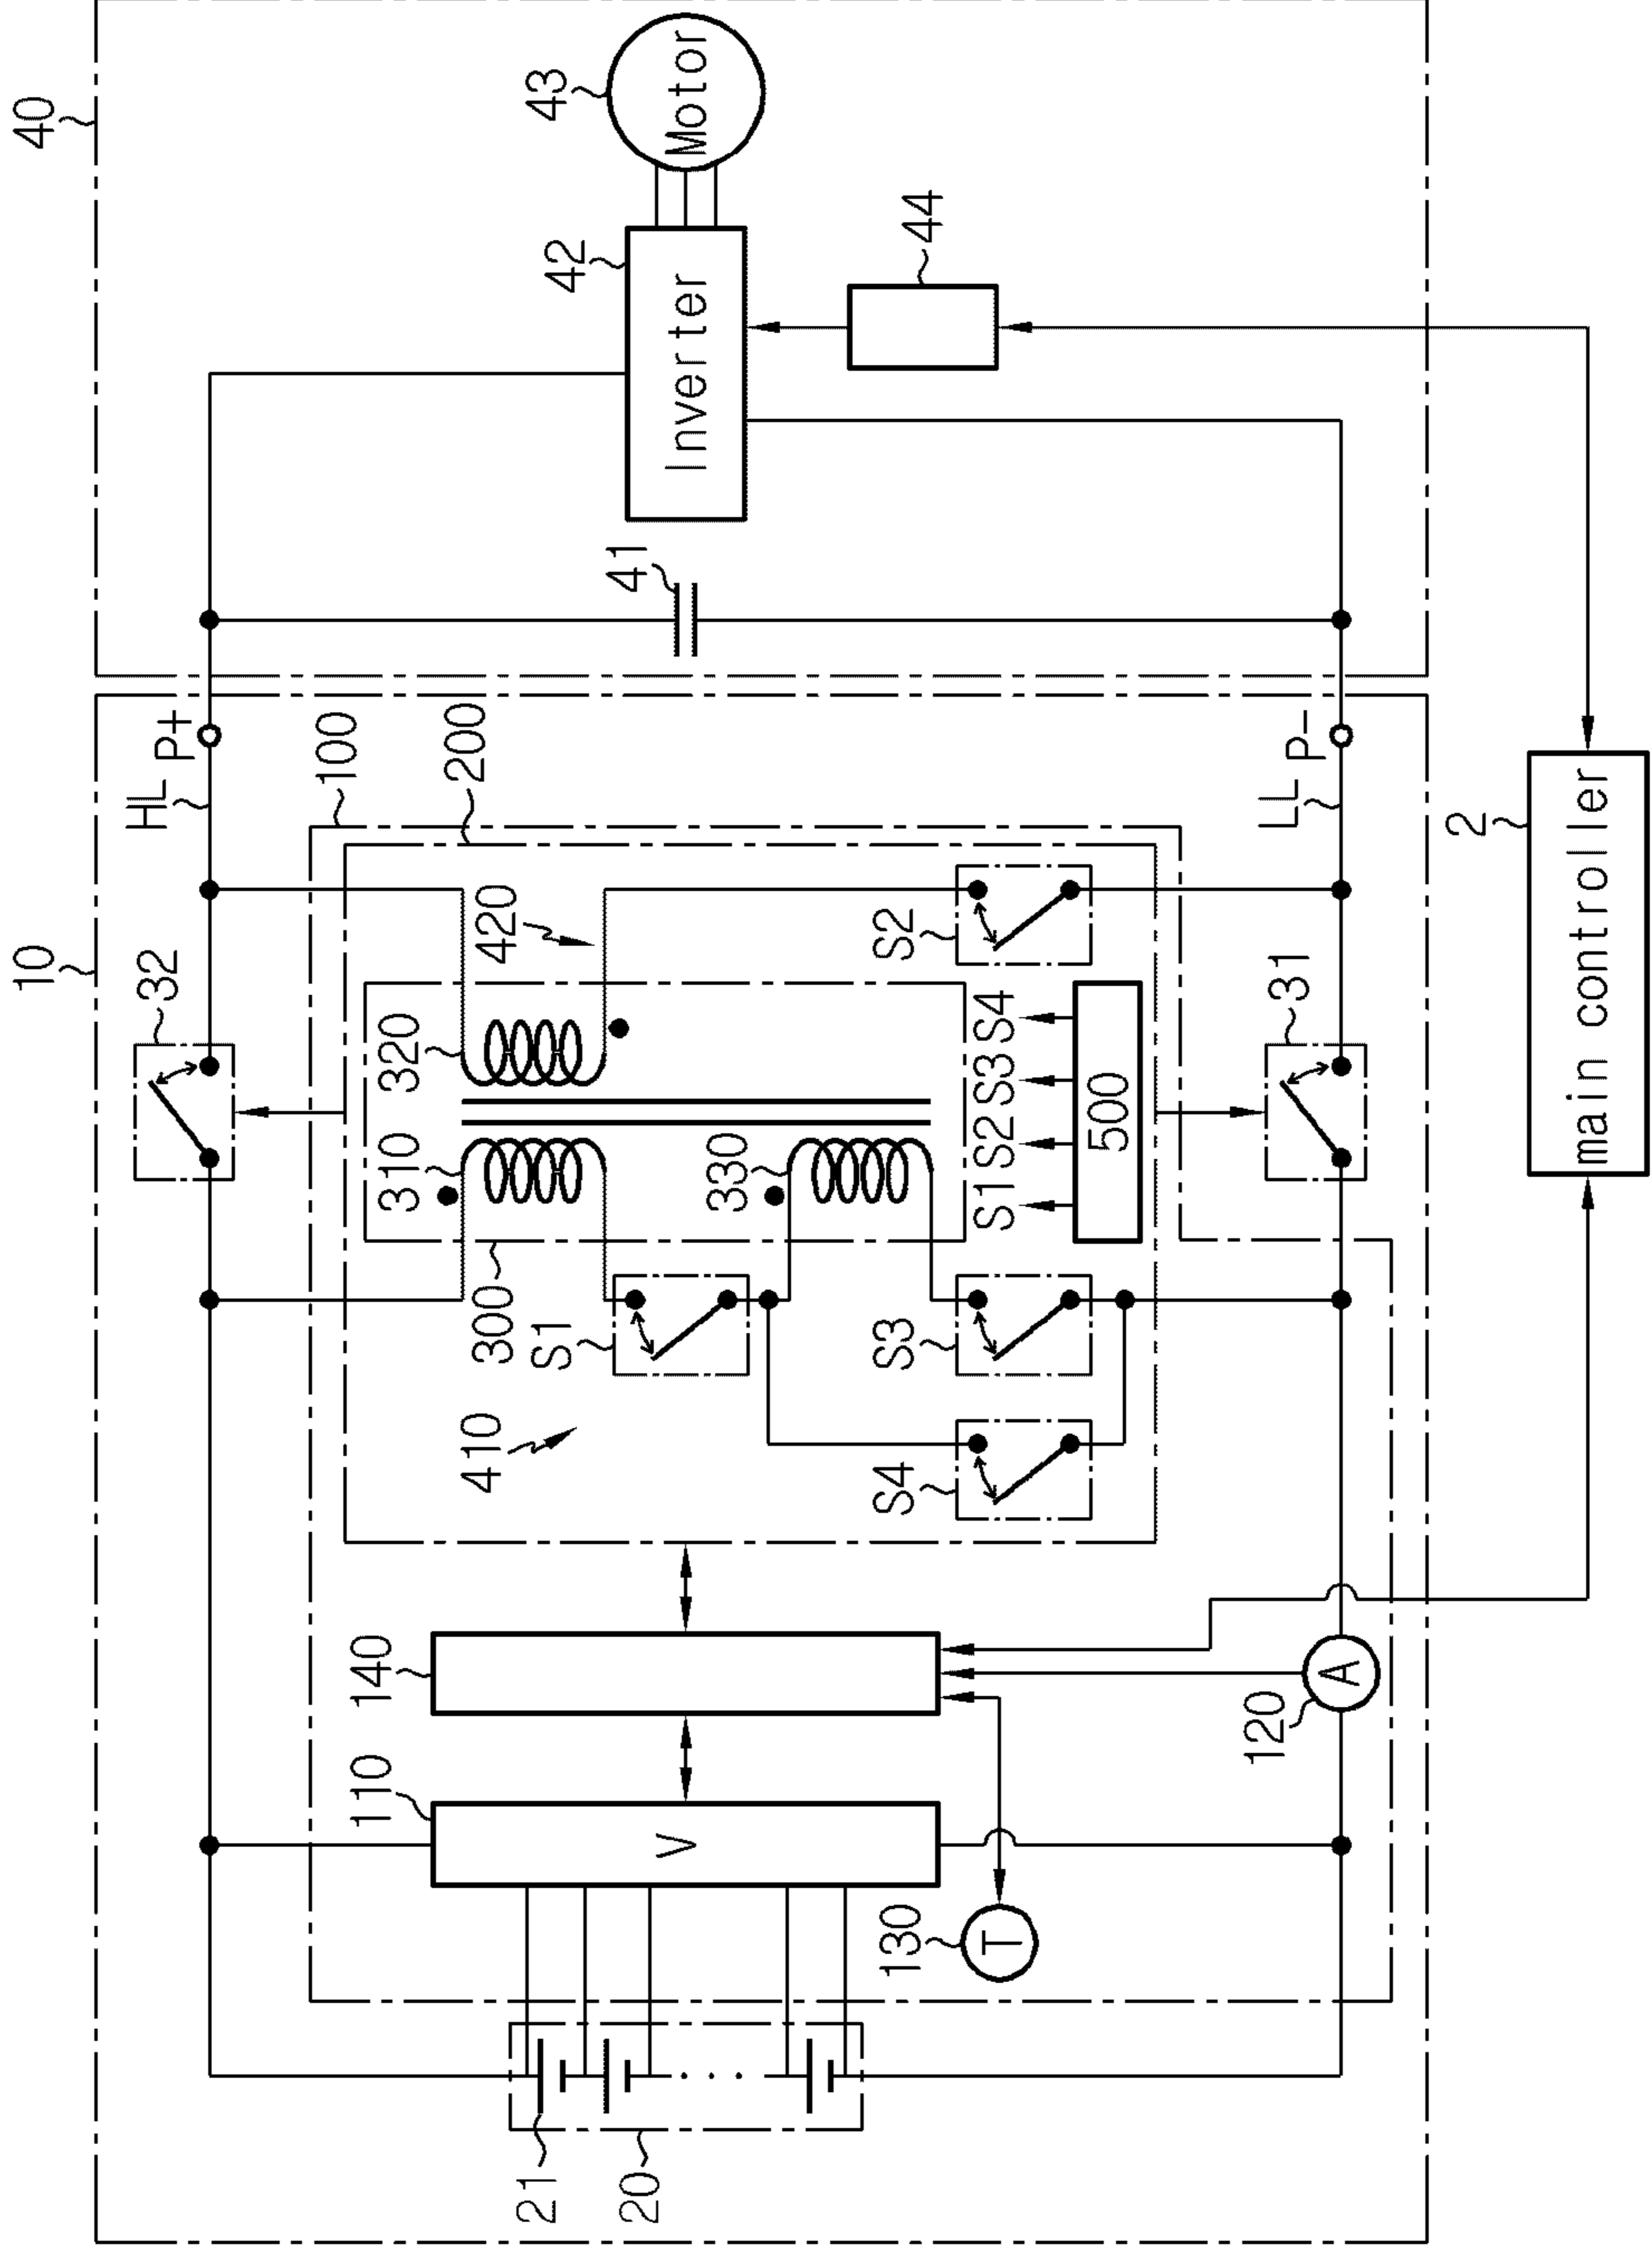 40
43
Motor
42
Inverter
44
41
10
P+
HL
32
100
200
P-
LL
2
main controller
420
S2
31
320
310
330
S1 S2 S3 S4
500
300
S1
S3
410
S4
140
110
V
120
A
130
T
21
20